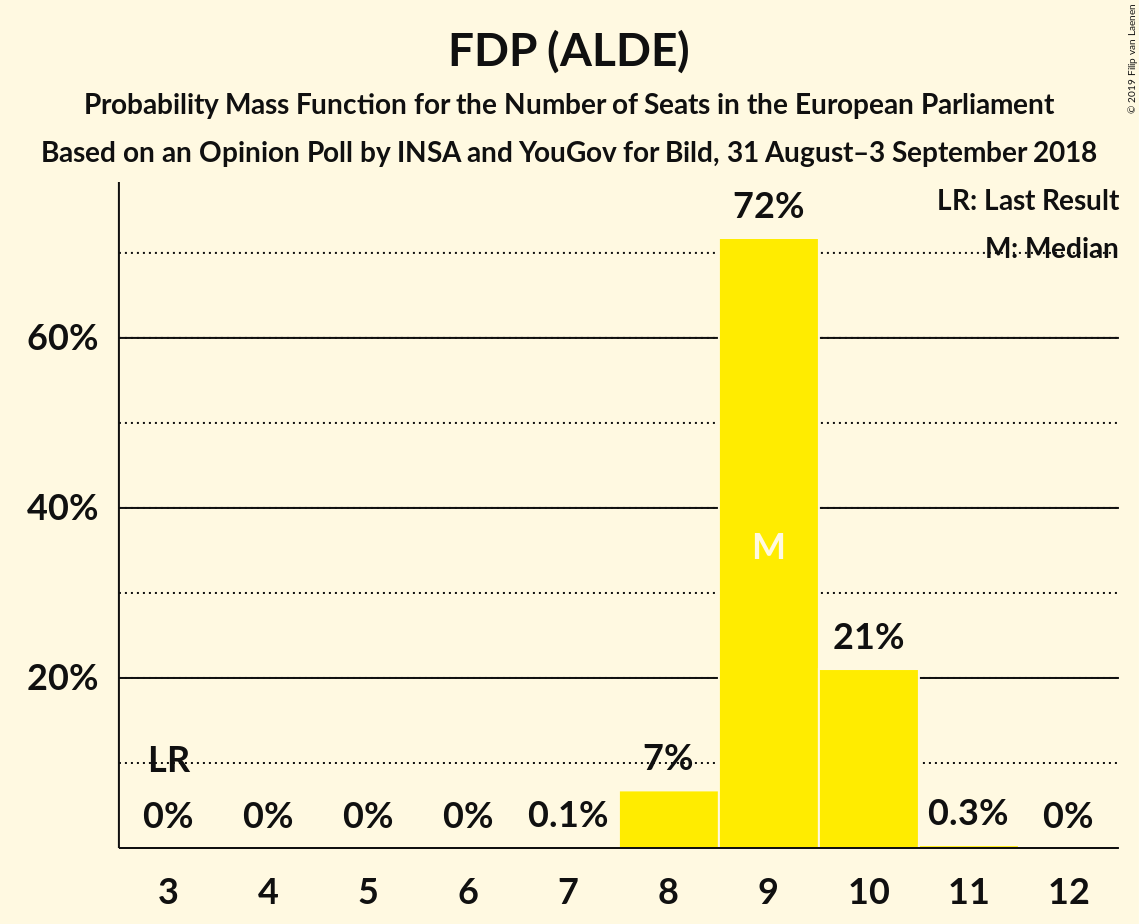 FDP (ALDE)
Probability Mass Function for the Number of Seats in the European Parliament
Based on an Opinion Poll by INSA and YouGov for Bild, 31 August–3 September 2018
© 2019 Filip van Laenen
LR: Last Result
M: Median
72%
60%
40%
M
21%
20%
LR
7%
0%
0%
0%
0%
0.1%
0.3%
0%
3 4 5 6 7 8 9 10 11 12